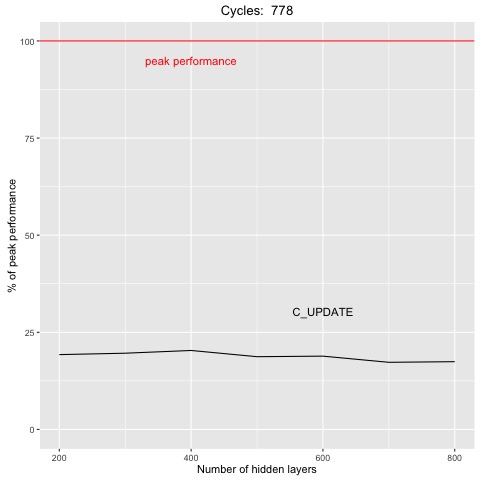 Cycles: 778
100
peak performance
75
% of peak performance
50
C_UPDATE
25
0
200 400 600 800
Number of hidden layers